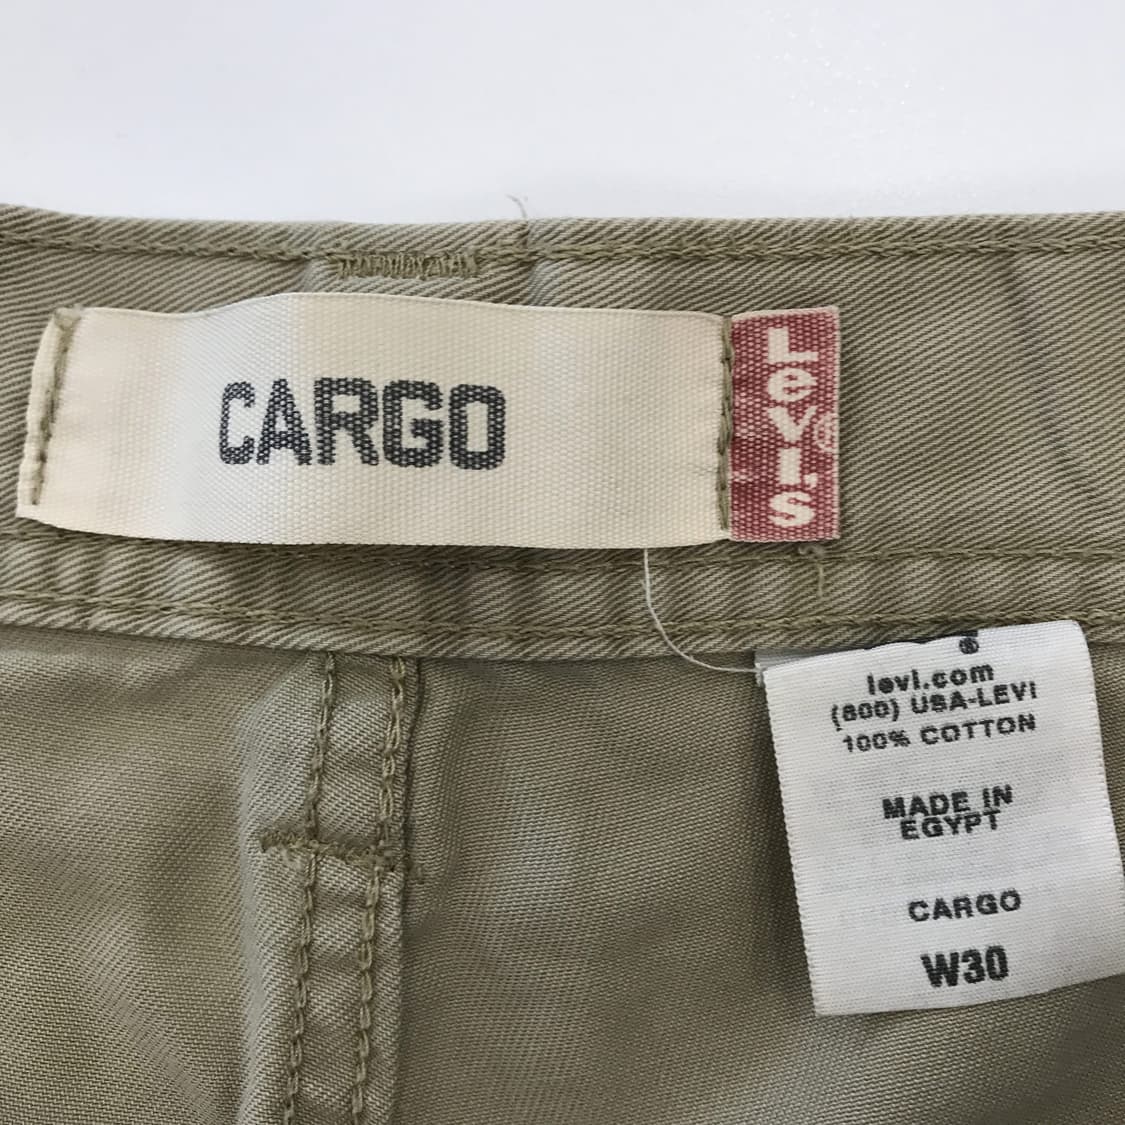 CARGO
LEVI'S
®
levi.com
(800) USA-LEVI
100% COTTON
MADE IN
EGYPT
CARGO
W30